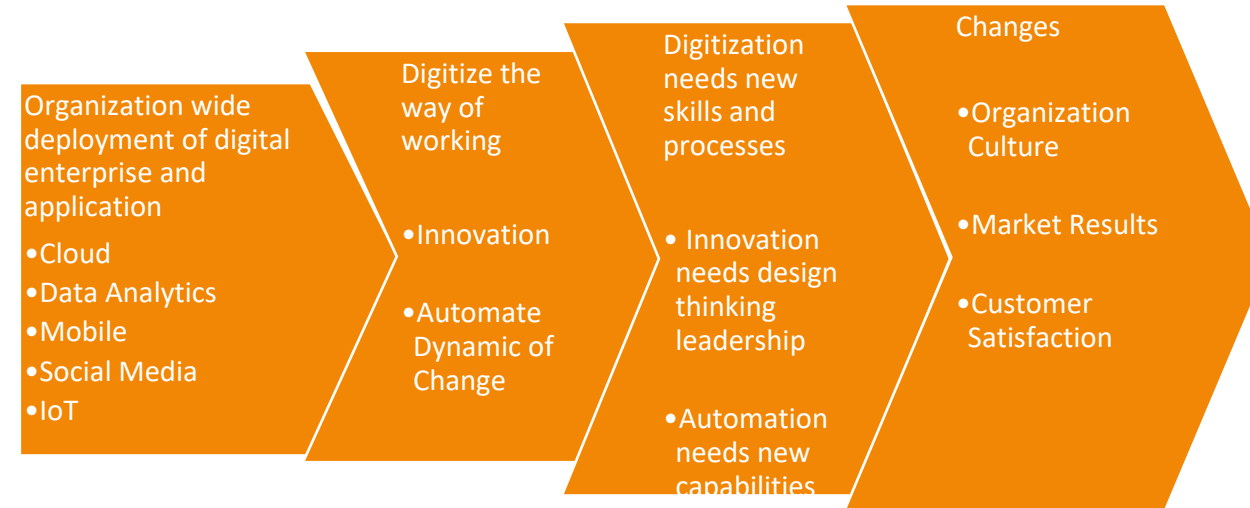 Organization wide
deployment of digital
enterprise and
application
•Cloud
•Data Analytics
•Mobile
•Social Media
•IoT
Digitize the
way of
working
•Innovation
•Automate
Dynamic of
Change
Digitization
needs new
skills and
processes
• Innovation
needs design
thinking
leadership
•Automation
needs new
capabilities
Changes
•Organization
Culture
•Market Results
•Customer
Satisfaction